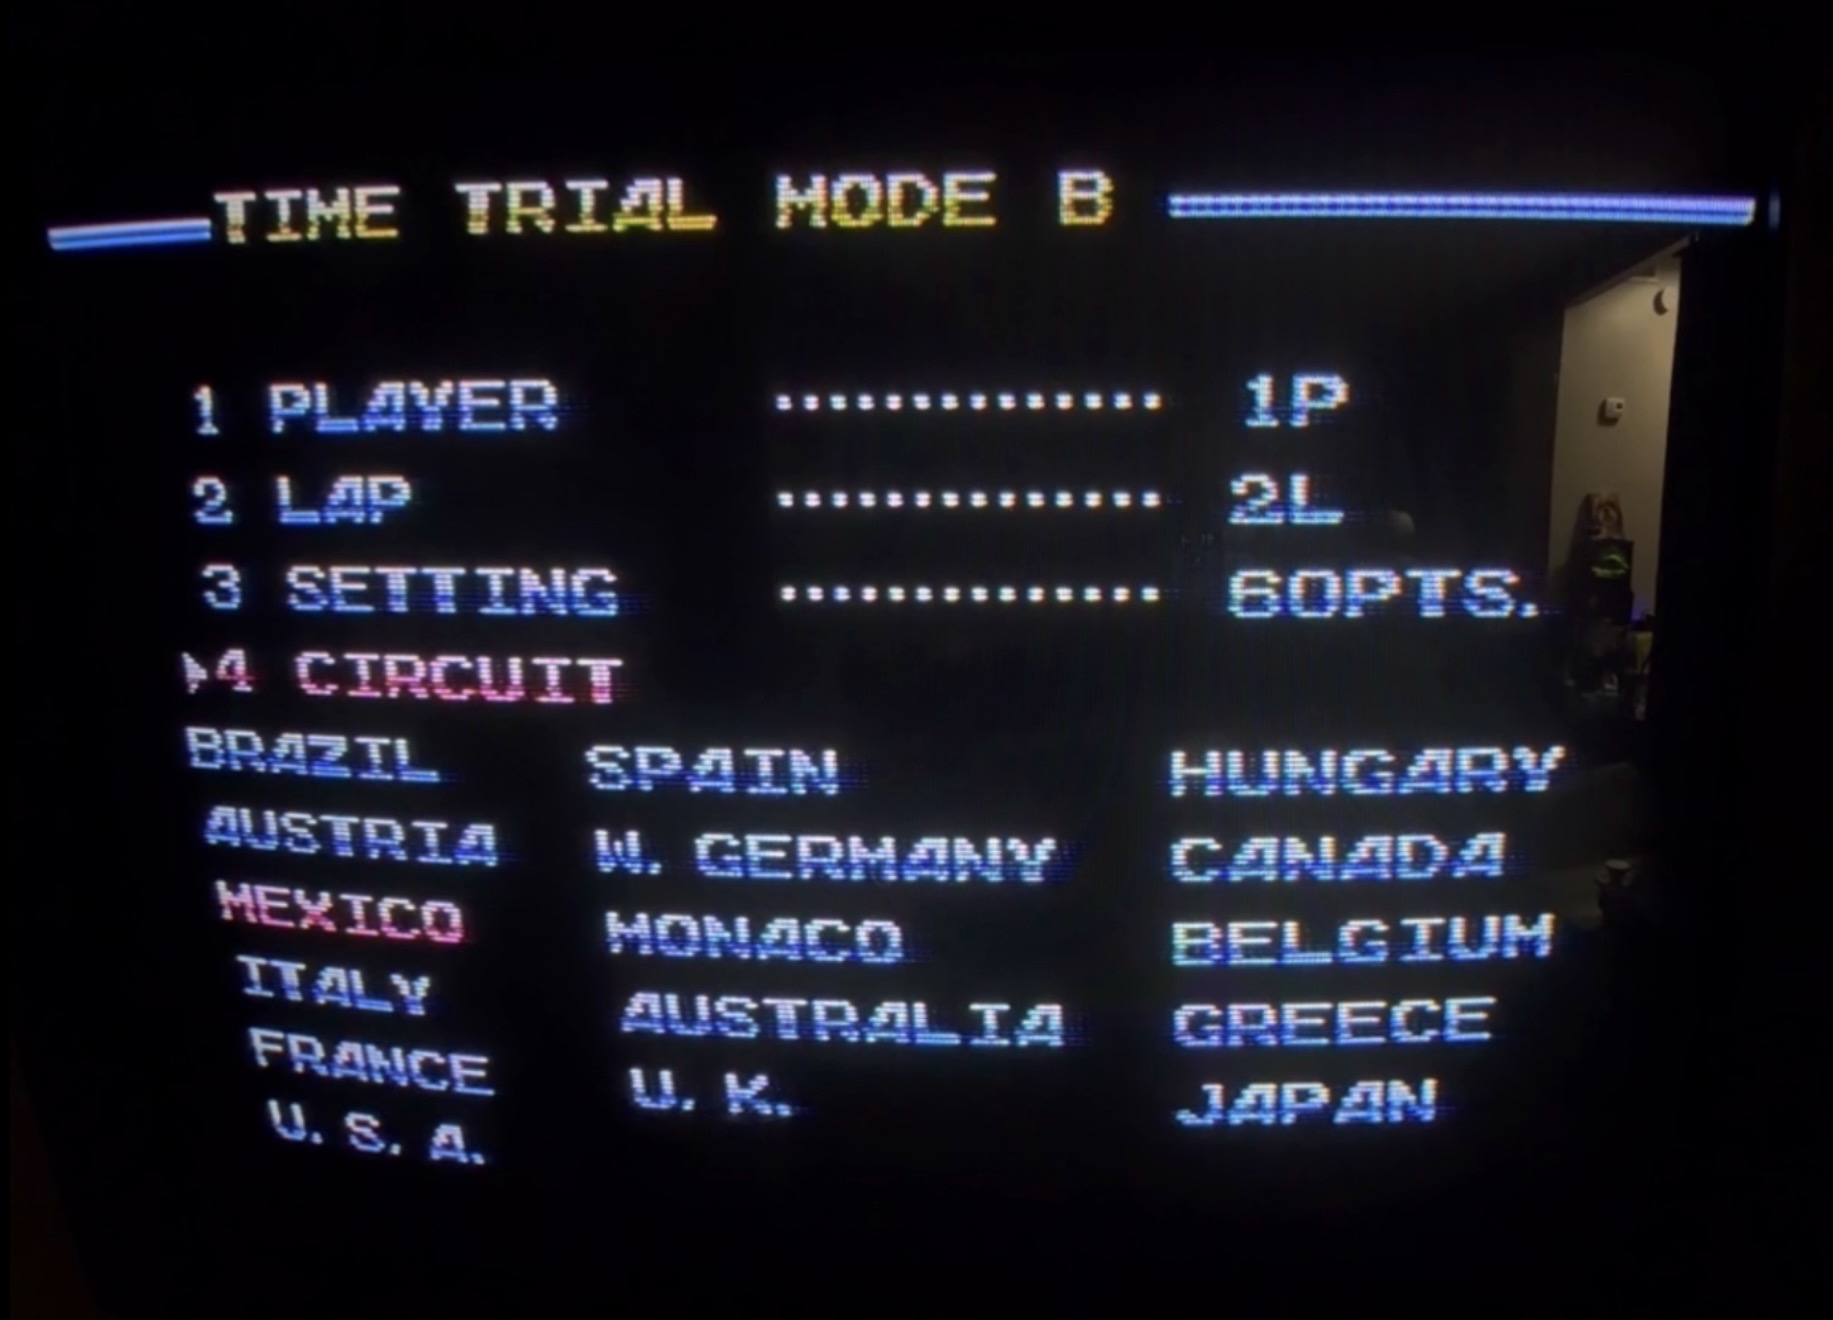 TIME TRIAL MODE B
1 PLAYER .............. 1P
2 LAP .............. 2L
3 SETTING .............. 60PTS.
▶4 CIRCUIT
BRAZIL SPAIN HUNGARY
AUSTRIA W. GERMANY CANADA
MEXICO MONACO BELGIUM
ITALY AUSTRALIA GREECE
FRANCE U. K. JAPAN
U. S. A.